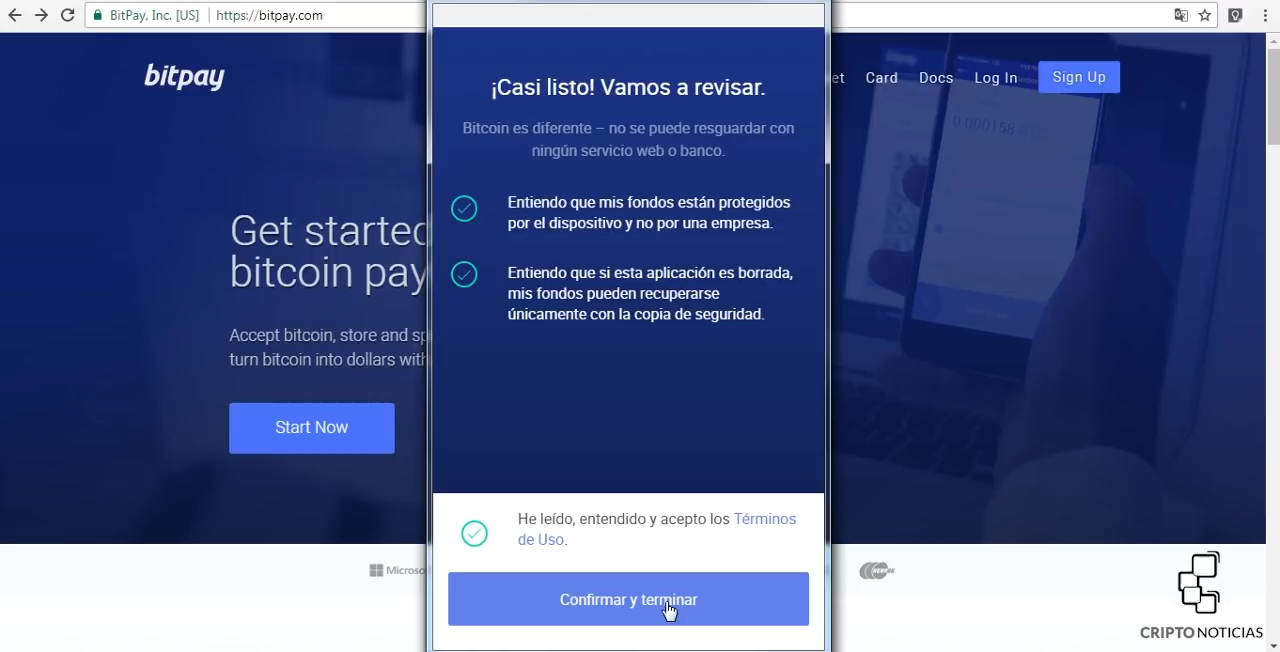 BitPay, Inc. [US] https://bitpay.com
bitpay
Card Docs Log In Sign Up
0.000158
Get started
bitcoin pay
Accept bitcoin, store and sp
turn bitcoin into dollars with
Start Now
¡Casi listo! Vamos a revisar.
Bitcoin es diferente – no se puede resguardar con
ningún servicio web o banco.
Entiendo que mis fondos están protegidos
por el dispositivo y no por una empresa.
Entiendo que si esta aplicación es borrada,
mis fondos pueden recuperarse
únicamente con la copia de seguridad.
He leído, entendido y acepto los Términos
de Uso.
Confirmar y terminar
Microso
CRIPTONOTICIAS